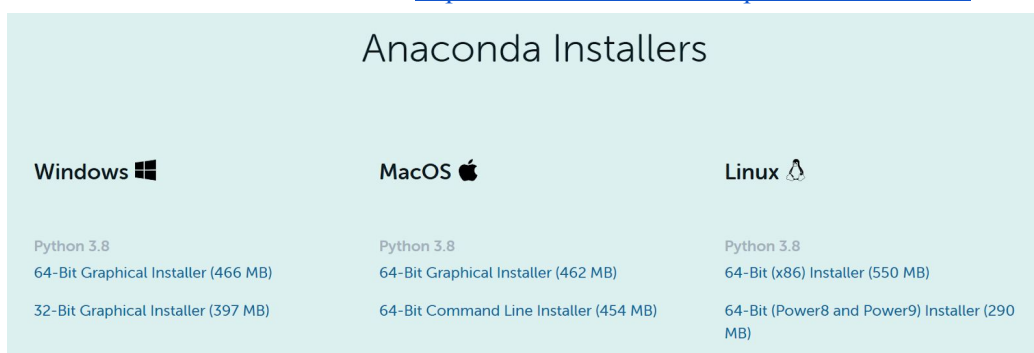 Anaconda Installers
Windows
MacOS
Linux
Python 3.8
64-Bit Graphical Installer (466 MB)
32-Bit Graphical Installer (397 MB)
Python 3.8
64-Bit Graphical Installer (462 MB)
64-Bit Command Line Installer (454 MB)
Python 3.8
64-Bit (x86) Installer (550 MB)
64-Bit (Power8 and Power9) Installer (290
MB)